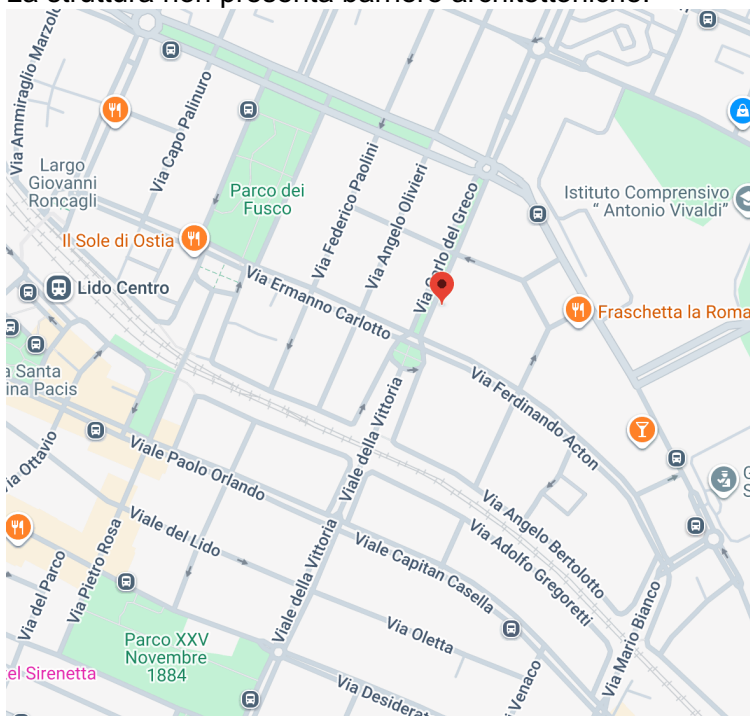 La struttura non presenta barriere architettoniche.
Via Ammiraglio Marzolo
Via Capo Palinuro
Largo
Giovanni
Roncagli
Parco dei
Fusco
Via Federico Paolini
Via Angelo Olivieri
Via Carlo del Greco
Istituto Comprensivo
" Antonio Vivaldi"
Il Sole di Ostia
Lido Centro
Via Ermanno Carlotto
Fraschetta la Roma
a Santa
ina Pacis
Via Ferdinando Acton
Via Ottavio
Viale Paolo Orlando
Viale della Vittoria
Via Angelo Bertolotto
G
S
Viale del Lido
Via Pietro Rosa
Via Adolfo Gregoretti
Viale Capitan Casella
Viale della Vittoria
Via del Parco
Via Mario Bianco
Parco XXV
Novembre
1884
Via Oletta
el Sirenetta
i Venaco
Via Desiderat